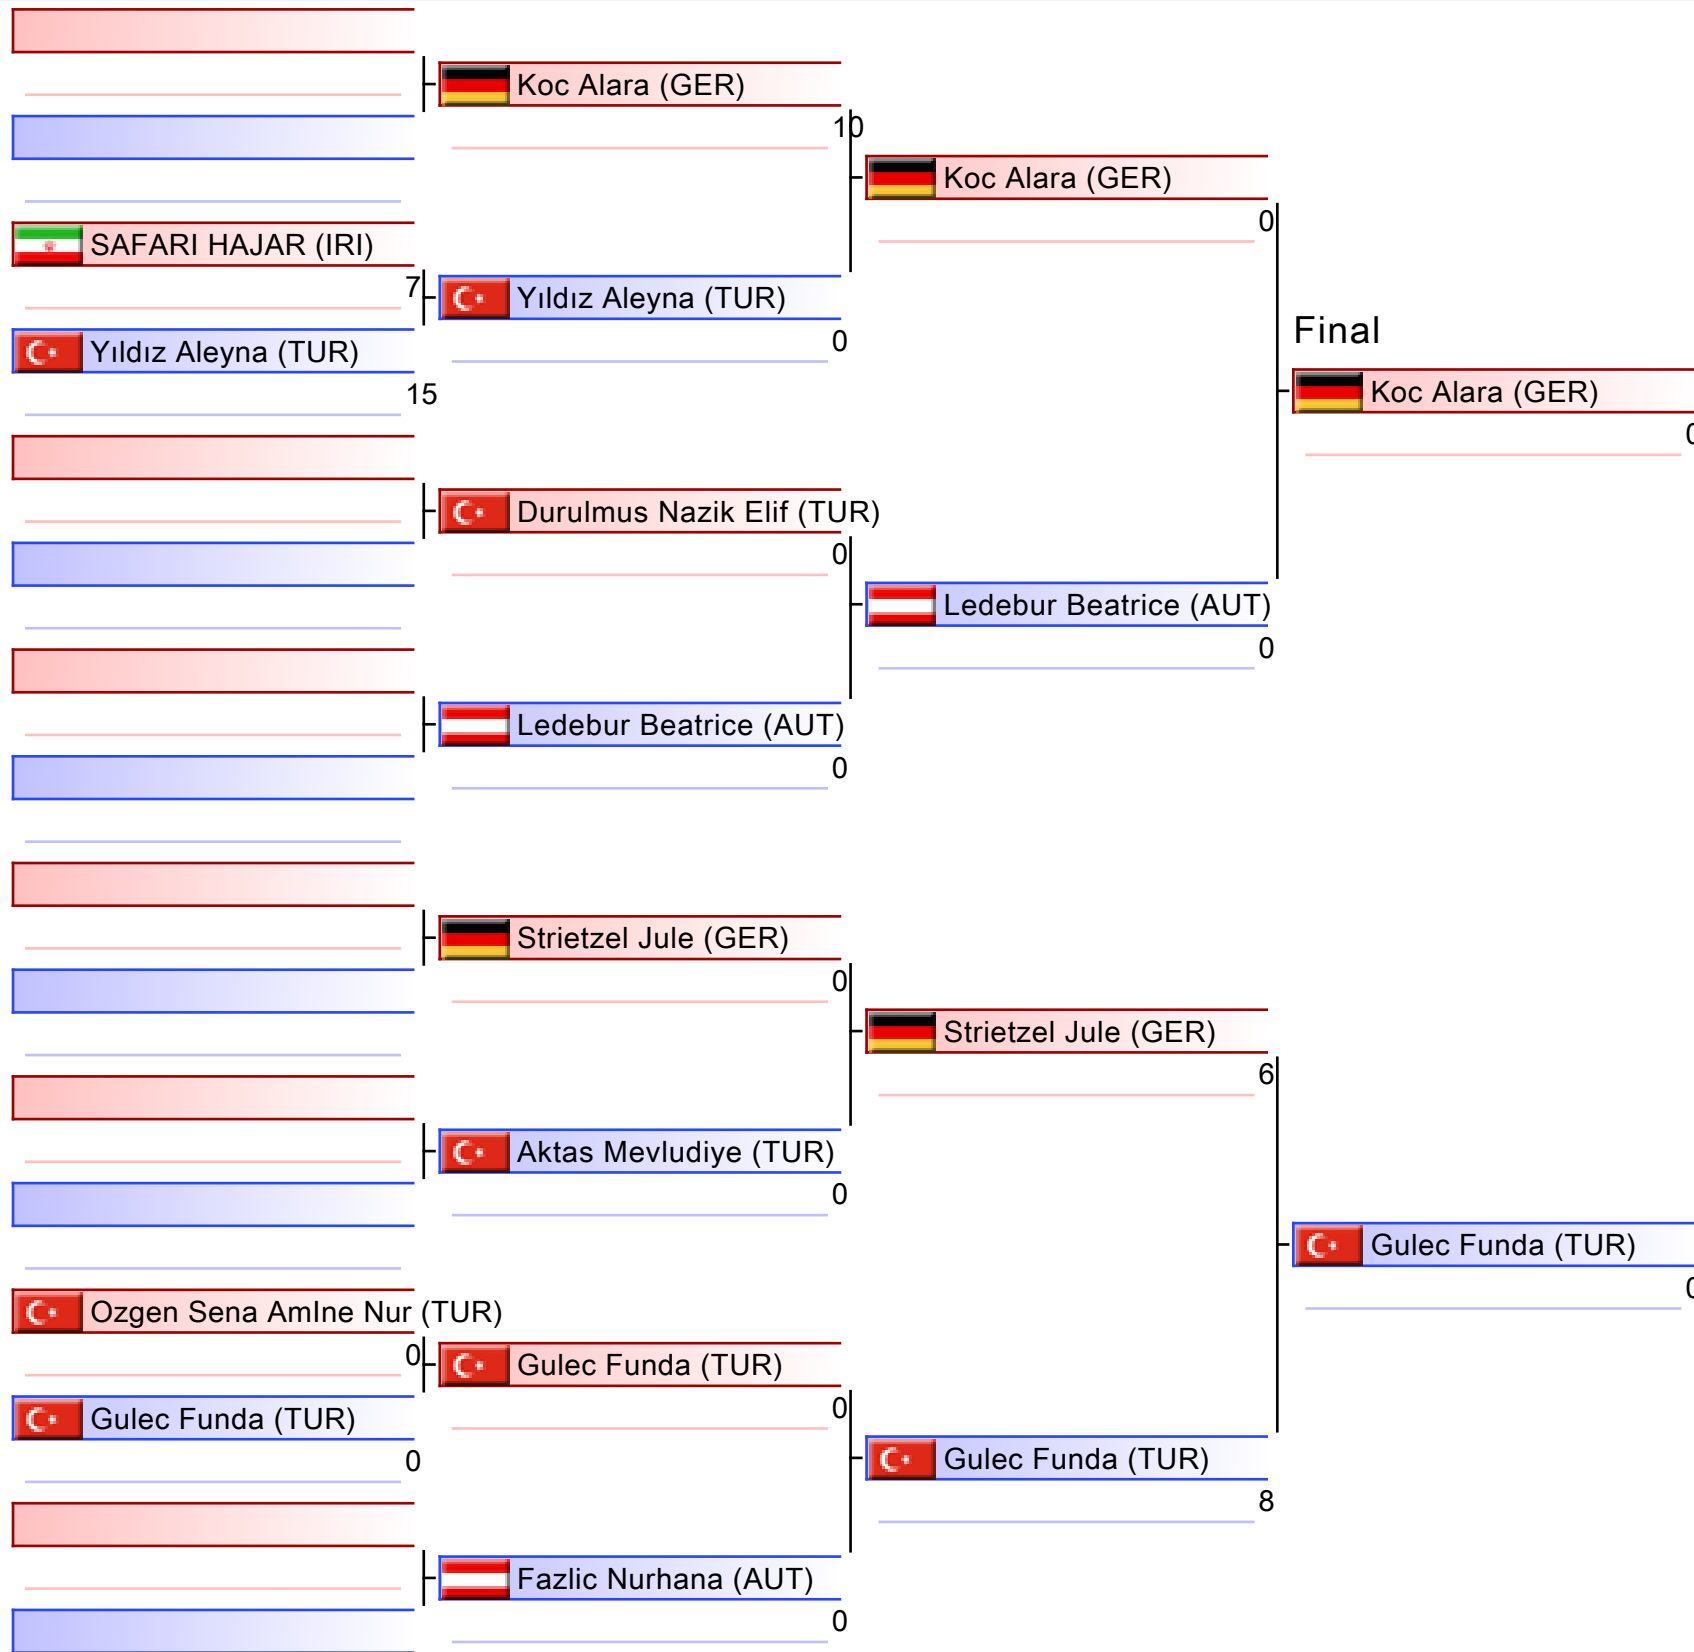 Koc Alara (GER)
10
Koc Alara (GER)
0
SAFARI HAJAR (IRI)
7
Yıldız Aleyna (TUR)
0
Yıldız Aleyna (TUR)
15
Final
Koc Alara (GER)
0
Durulmus Nazik Elif (TUR)
0
Ledebur Beatrice (AUT)
0
Ledebur Beatrice (AUT)
0
Strietzel Jule (GER)
0
Strietzel Jule (GER)
6
Aktas Mevludiye (TUR)
0
Gulec Funda (TUR)
0
Ozgen Sena AmIne Nur (TUR)
0
Gulec Funda (TUR)
0
Gulec Funda (TUR)
0
Gulec Funda (TUR)
8
Fazlic Nurhana (AUT)
0